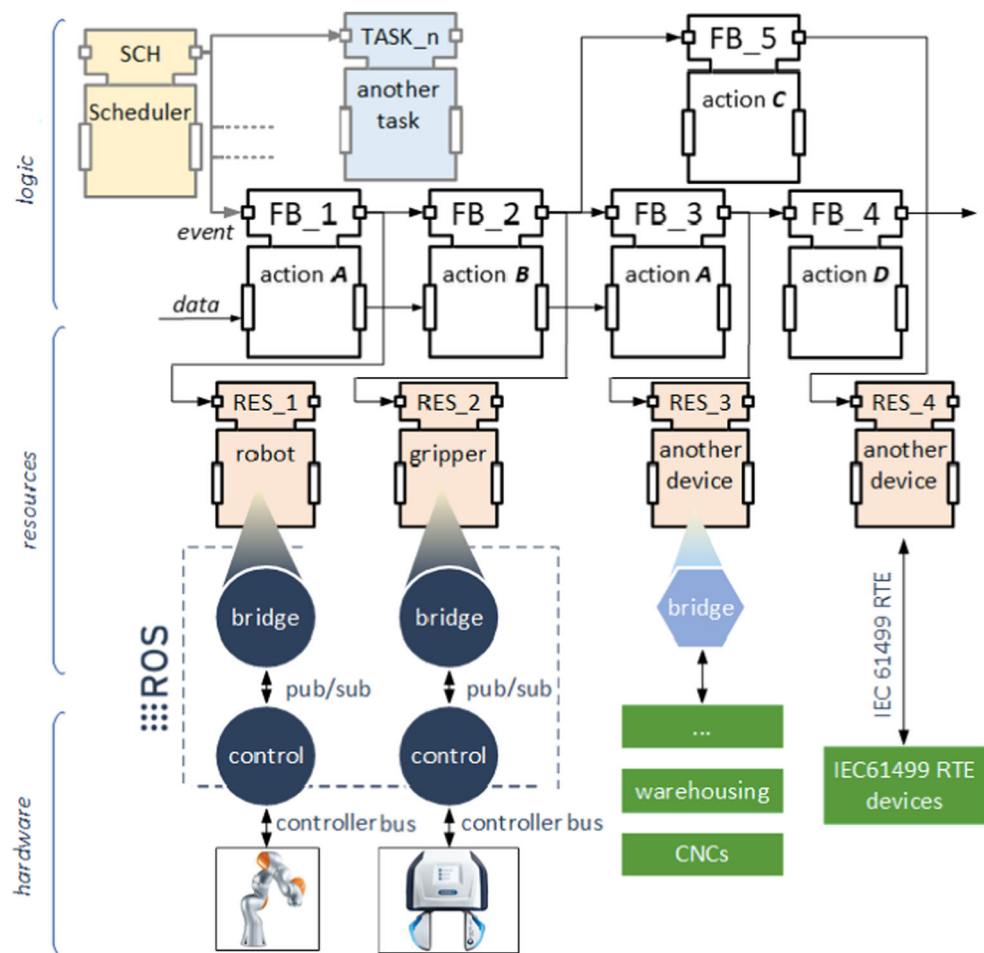 SCH
Scheduler
TASK_n
another
task
FB_5
action C
logic
event
data
FB_1
action A
FB_2
action B
FB_3
action A
FB_4
action D
resources
RES_1
robot
RES_2
gripper
RES_3
another
device
RES_4
another
device
bridge
bridge
bridge
ROS
pub/sub
pub/sub
IEC 61499 RTE
control
control
...
warehousing
CNCs
IEC61499 RTE
devices
hardware
controller bus
controller bus